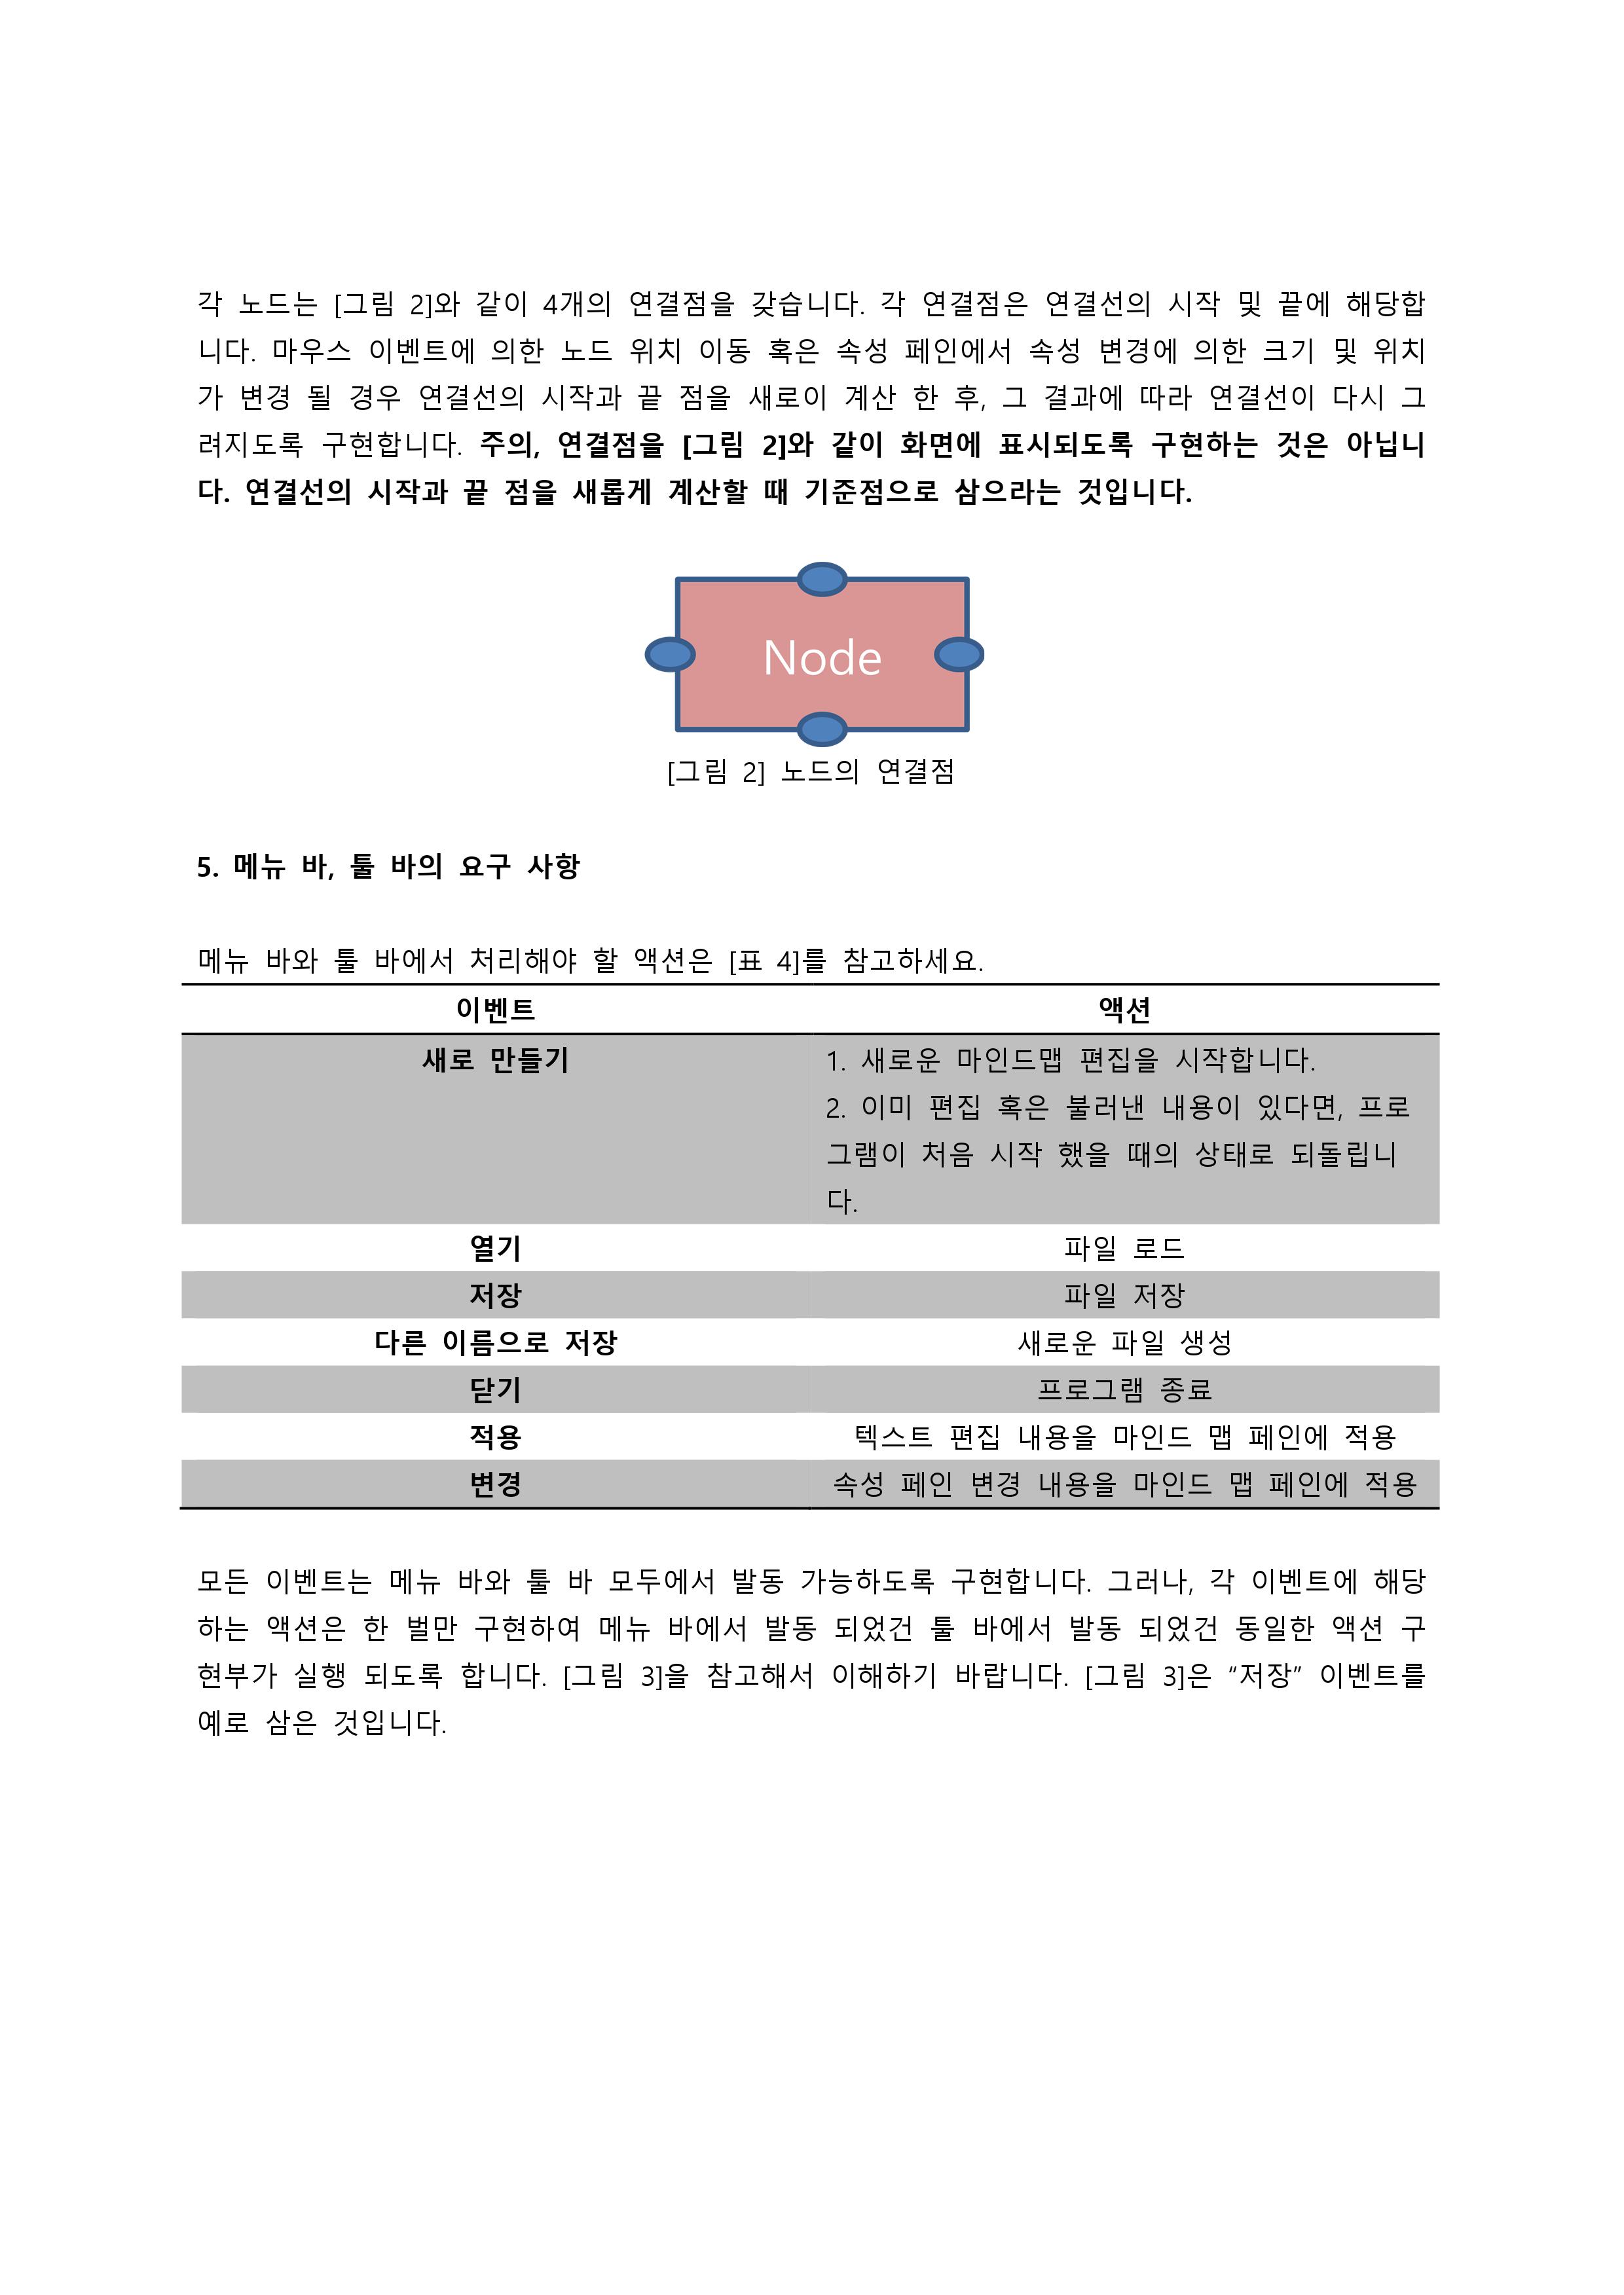 각 노드는 [그림 2]와 같이 4개의 연결점을 갖습니다. 각 연결점은 연결선의 시작 및 끝에 해당합
니다. 마우스 이벤트에 의한 노드 위치 이동 혹은 속성 페인에서 속성 변경에 의한 크기 및 위치
가 변경 될 경우 연결선의 시작과 끝 점을 새로이 계산 한 후, 그 결과에 따라 연결선이 다시 그
려지도록 구현합니다. 주의, 연결점을 [그림 2]와 같이 화면에 표시되도록 구현하는 것은 아닙니
다. 연결선의 시작과 끝 점을 새롭게 계산할 때 기준점으로 삼으라는 것입니다.
Node
[그림 2] 노드의 연결점
5. 메뉴 바, 툴 바의 요구 사항
메뉴 바와 툴 바에서 처리해야 할 액션은 [표 4]를 참고하세요.
이벤트 액션
새로 만들기 1. 새로운 마인드맵 편집을 시작합니다.
2. 이미 편집 혹은 불러낸 내용이 있다면, 프로
그램이 처음 시작 했을 때의 상태로 되돌립니
다.
열기 파일 로드
저장 파일 저장
다른 이름으로 저장 새로운 파일 생성
닫기 프로그램 종료
적용 텍스트 편집 내용을 마인드 맵 페인에 적용
변경 속성 페인 변경 내용을 마인드 맵 페인에 적용
모든 이벤트는 메뉴 바와 툴 바 모두에서 발동 가능하도록 구현합니다. 그러나, 각 이벤트에 해당
하는 액션은 한 벌만 구현하여 메뉴 바에서 발동 되었건 툴 바에서 발동 되었건 동일한 액션 구
현부가 실행 되도록 합니다. [그림 3]을 참고해서 이해하기 바랍니다. [그림 3]은 “저장” 이벤트를
예로 삼은 것입니다.